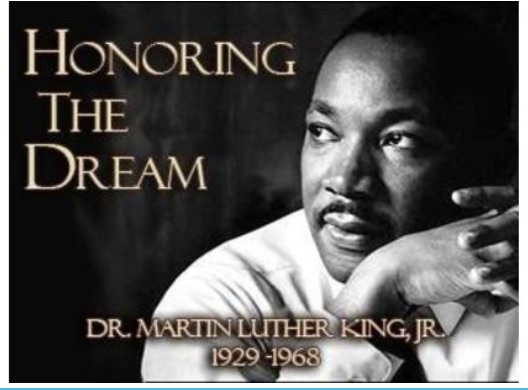 HONORING
THE
DREAM
DR. MARTIN LUTHER KING, JR.
1929 -1968